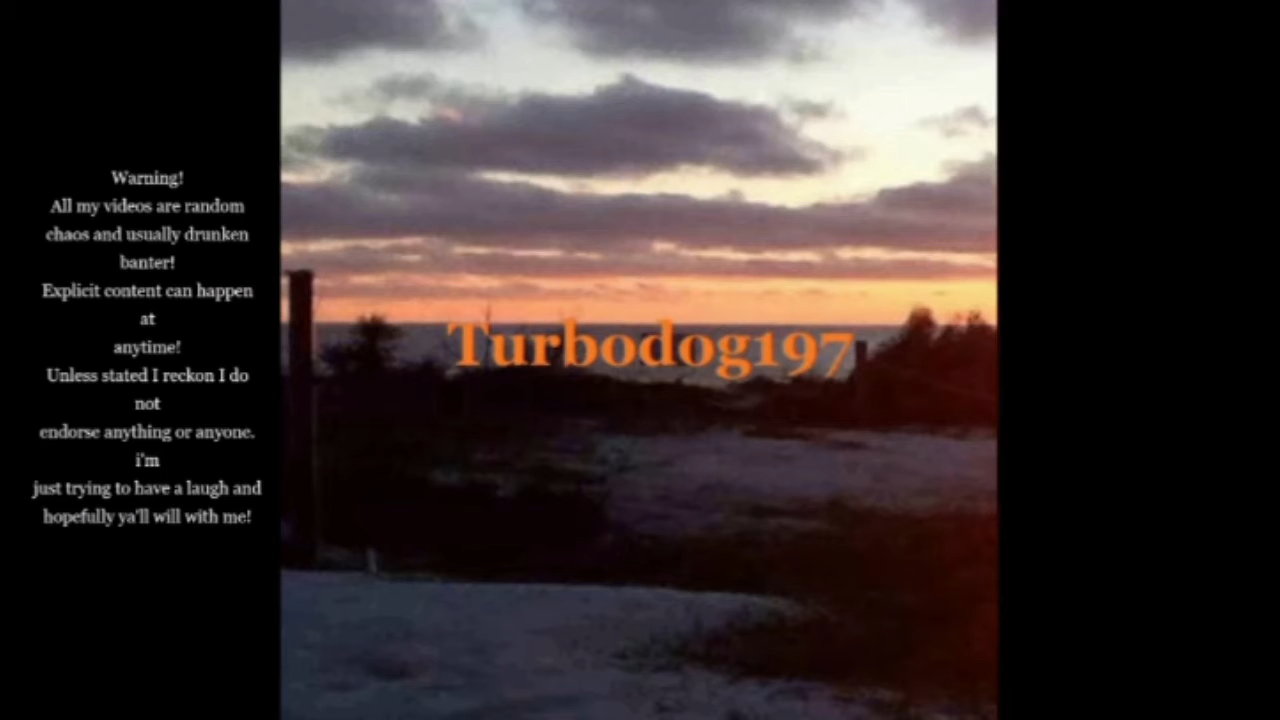 Warning!
All my videos are random
chaos and usually drunken
banter!
Explicit content can happen
at
anytime!
Unless stated I reckon I do
not
endorse anything or anyone.
i'm
just trying to have a laugh and
hopefully ya'll will with me!
Turbodog197